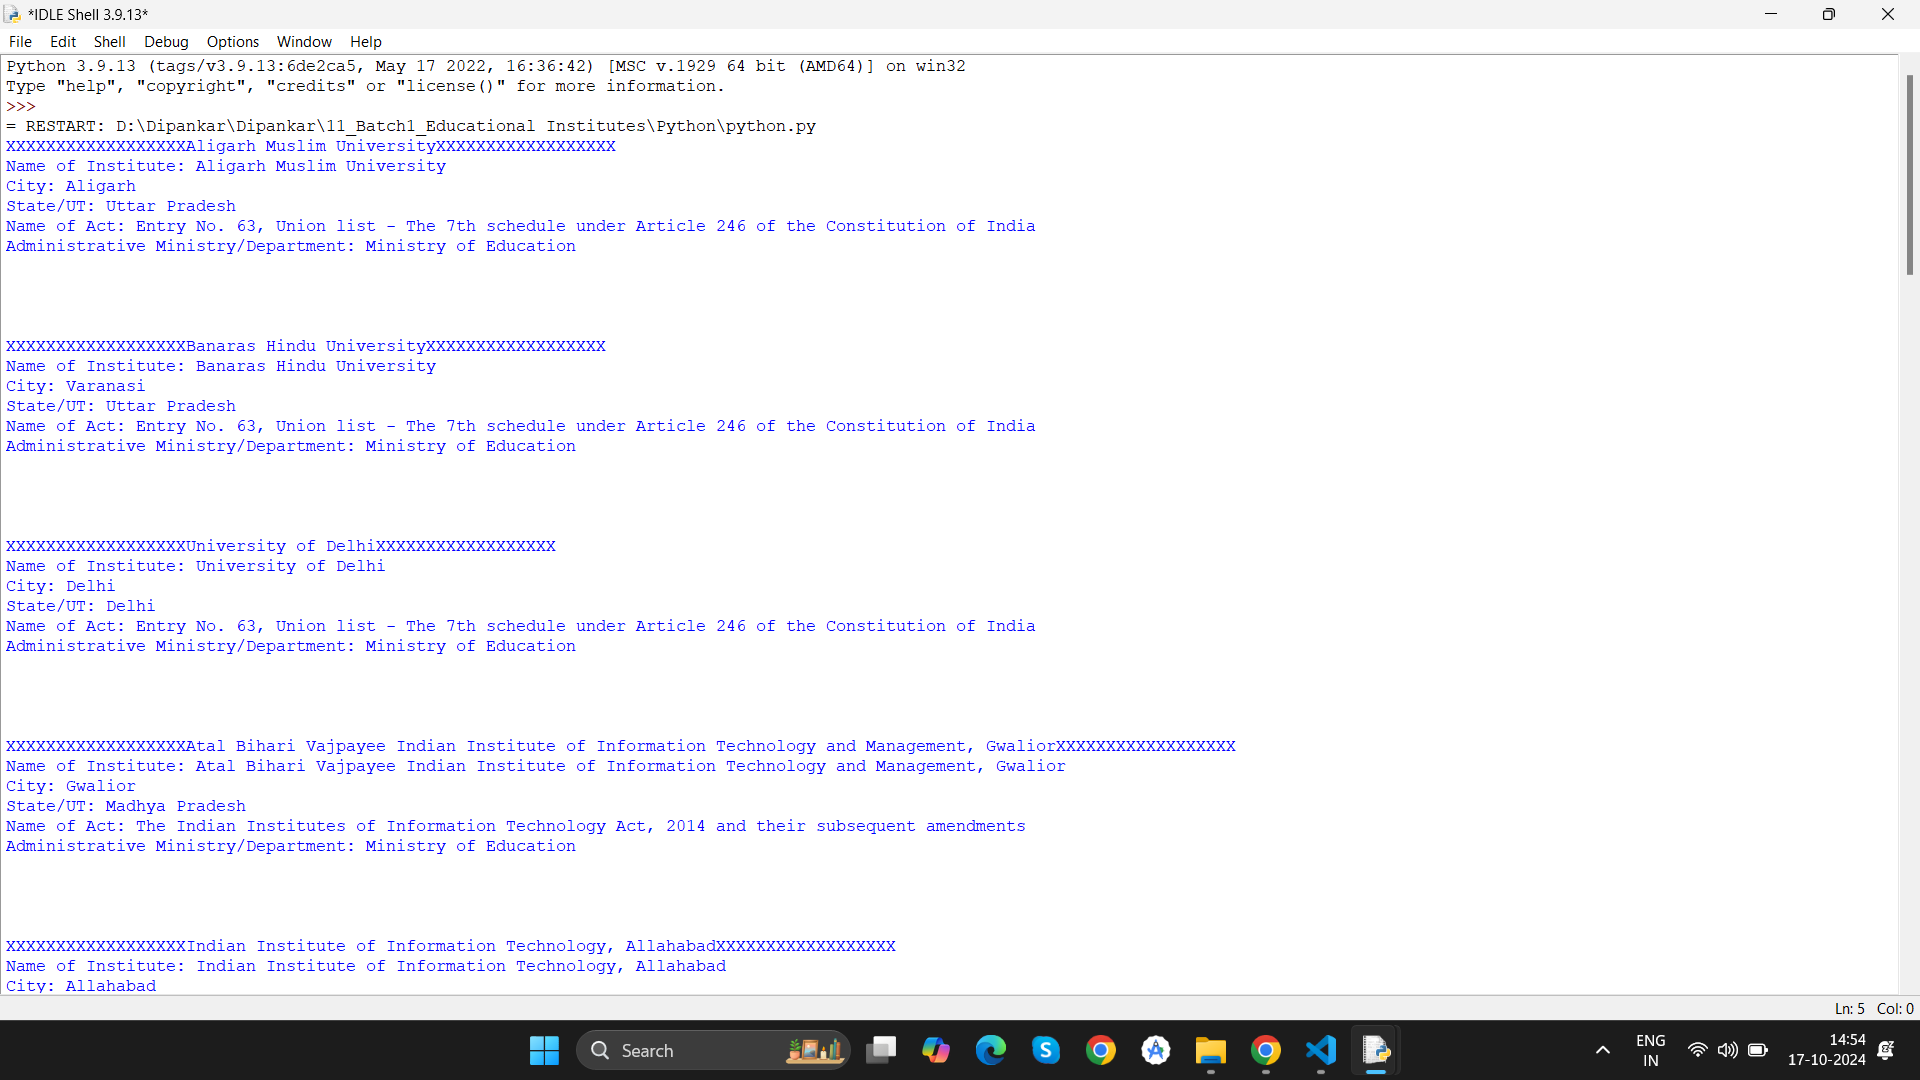 *IDLE Shell 3.9.13*
File Edit Shell Debug Options Window Help
Python 3.9.13 (tags/v3.9.13:6de2ca5, May 17 2022, 16:36:42) [MSC v.1929 64 bit (AMD64)] on win32
Type "help", "copyright", "credits" or "license()" for more information.
>>>
= RESTART: D:\Dipankar\Dipankar\11_Batch1_Educational Institutes\Python\python.py
XXXXXXXXXXXXXXXXXXAligarh Muslim UniversityXXXXXXXXXXXXXXXXXX
Name of Institute: Aligarh Muslim University
City: Aligarh
State/UT: Uttar Pradesh
Name of Act: Entry No. 63, Union list - The 7th schedule under Article 246 of the Constitution of India
Administrative Ministry/Department: Ministry of Education
XXXXXXXXXXXXXXXXXXBanaras Hindu UniversityXXXXXXXXXXXXXXXXXX
Name of Institute: Banaras Hindu University
City: Varanasi
State/UT: Uttar Pradesh
Name of Act: Entry No. 63, Union list - The 7th schedule under Article 246 of the Constitution of India
Administrative Ministry/Department: Ministry of Education
XXXXXXXXXXXXXXXXXXUniversity of DelhiXXXXXXXXXXXXXXXXXX
Name of Institute: University of Delhi
City: Delhi
State/UT: Delhi
Name of Act: Entry No. 63, Union list - The 7th schedule under Article 246 of the Constitution of India
Administrative Ministry/Department: Ministry of Education
XXXXXXXXXXXXXXXXXXAtal Bihari Vajpayee Indian Institute of Information Technology and Management, GwaliorXXXXXXXXXXXXXXXXXX
Name of Institute: Atal Bihari Vajpayee Indian Institute of Information Technology and Management, Gwalior
City: Gwalior
State/UT: Madhya Pradesh
Name of Act: The Indian Institutes of Information Technology Act, 2014 and their subsequent amendments
Administrative Ministry/Department: Ministry of Education
XXXXXXXXXXXXXXXXXXIndian Institute of Information Technology, AllahabadXXXXXXXXXXXXXXXXXX
Name of Institute: Indian Institute of Information Technology, Allahabad
City: Allahabad
Ln: 5 Col: 0
Search
ENG
IN
14:54
17-10-2024